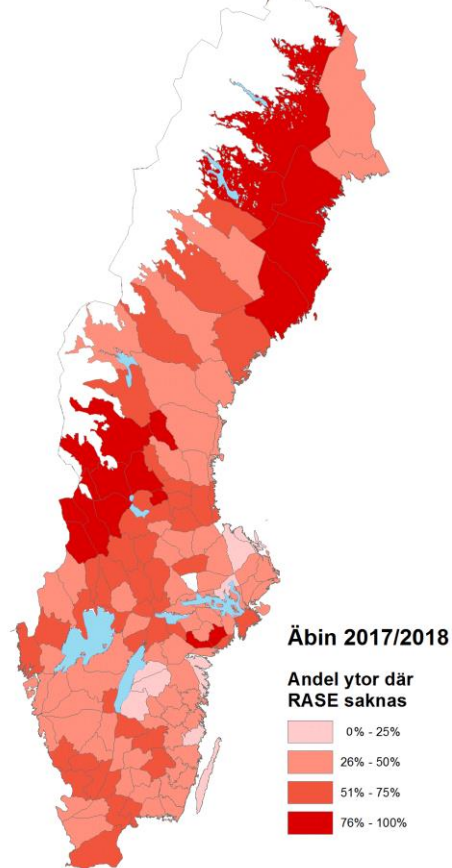 Äbin 2017/2018
Andel ytor där
RASE saknas
0% - 25%
26% - 50%
51% - 75%
76% - 100%